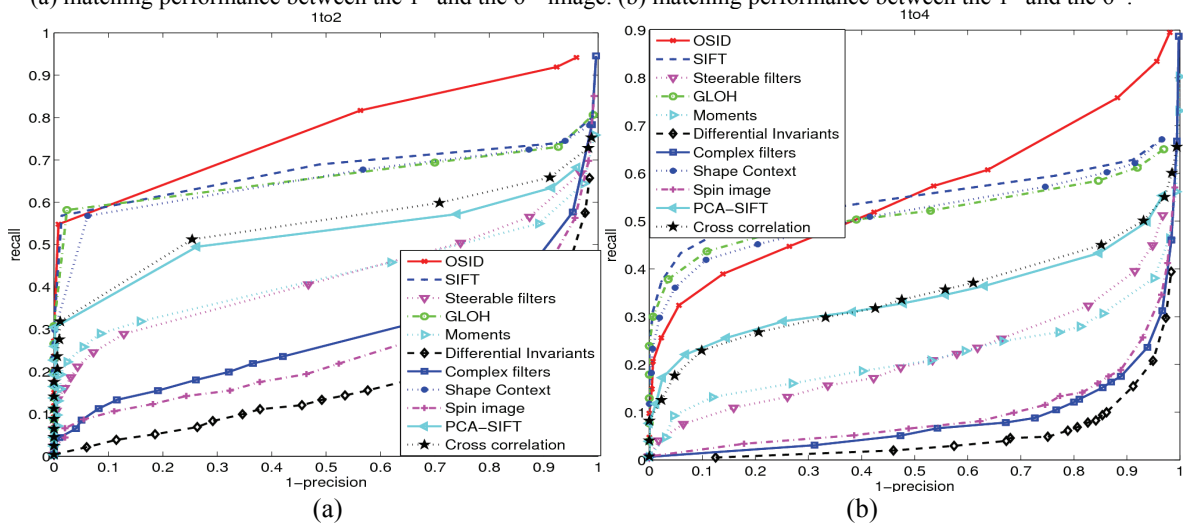 (a) matching performance between the 1 and the 6 image. (b) matching performance between the 1 and the 6 .
1to2
1
0.9
0.8
0.7
0.6
0.5
0.4
0.3
0.2
0.1
0
recall
0 0.1 0.2 0.3 0.4 0.5 0.6 0.7 0.8 0.9 1
1-precision
OSID
SIFT
Steerable filters
GLOH
Moments
Differential Invariants
Complex filters
Shape Context
Spin image
PCA-SIFT
Cross correlation
(a)
1to4
0.9
0.8
0.7
0.6
0.5
0.4
0.3
0.2
0.1
0
recall
0 0.1 0.2 0.3 0.4 0.5 0.6 0.7 0.8 0.9 1
1-precision
OSID
SIFT
Steerable filters
GLOH
Moments
Differential Invariants
Complex filters
Shape Context
Spin image
PCA-SIFT
Cross correlation
(b)